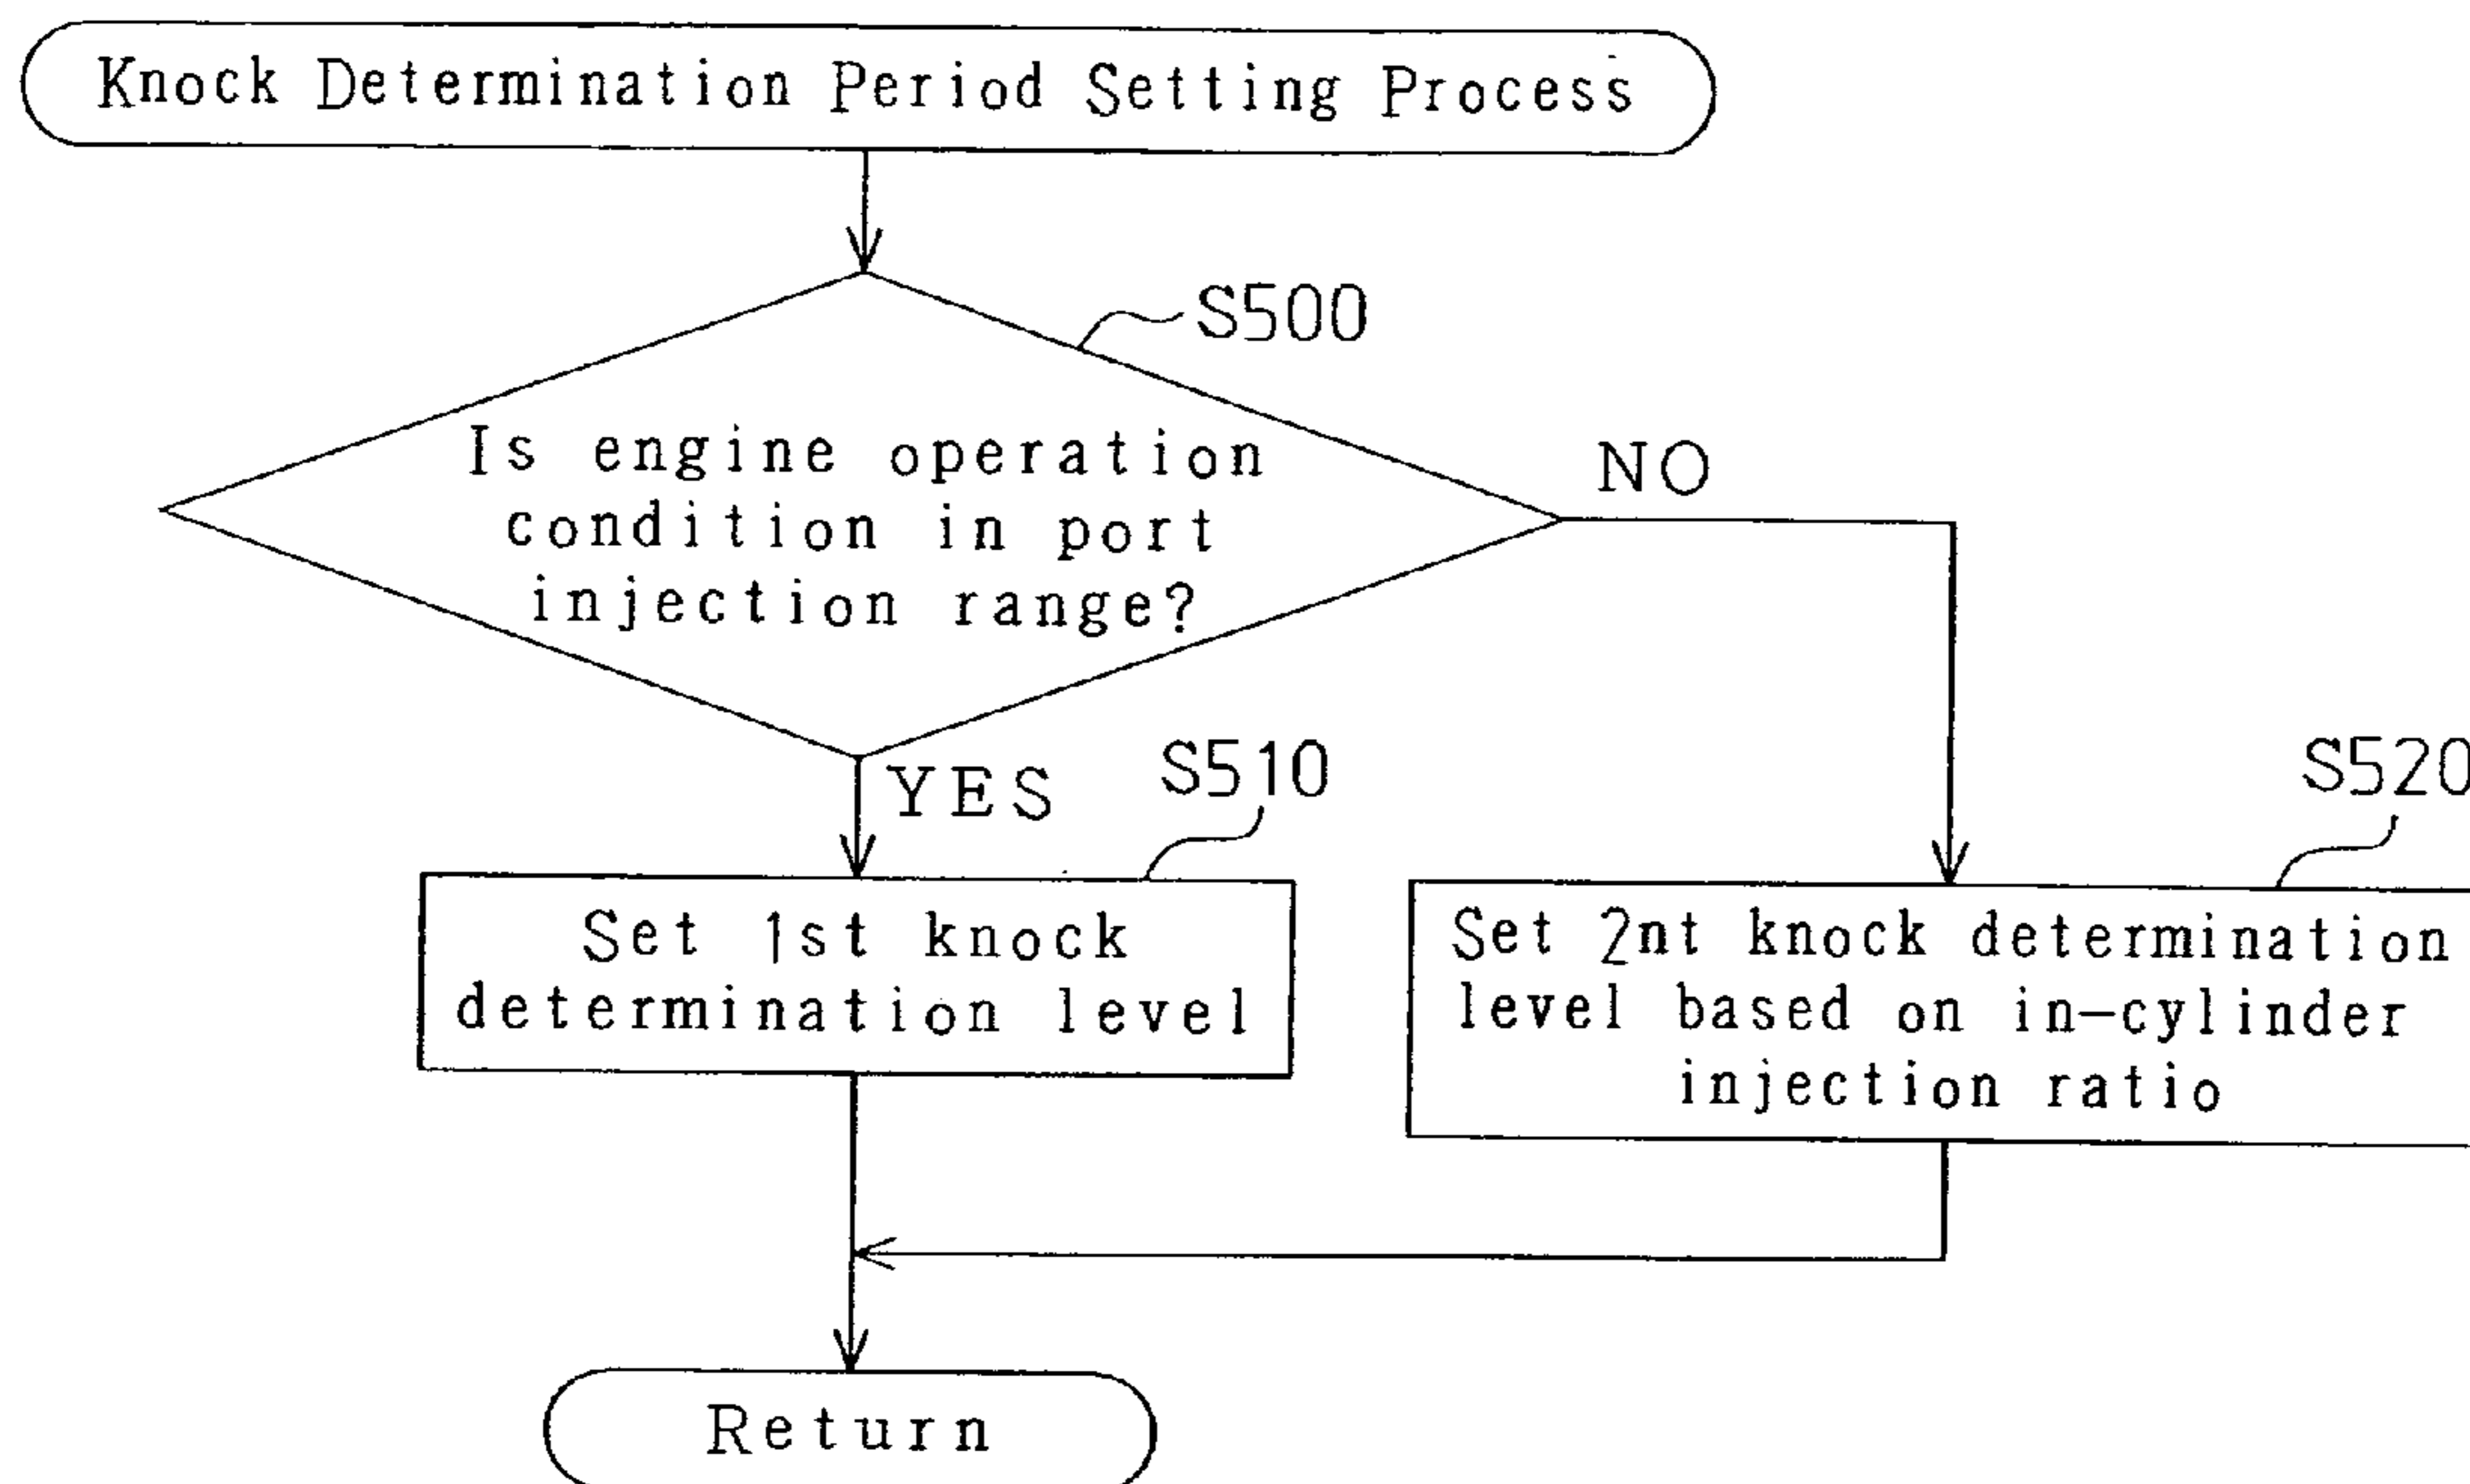 Knock Determination Period Setting Process
S500
Is engine operation
condition in port
injection range?
NO
YES
S510
S520
Set 1st knock
determination level
Set 2nt knock determination
level based on in-cylinder
injection ratio
Return